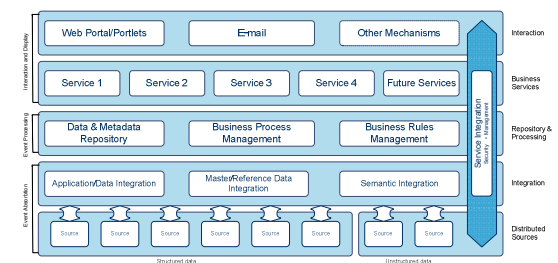 Web Portal/Portlets
E-mail
Other Mechanisms
Interaction
Interaction and Display
Service 1
Service 2
Service 3
Service 4
Future Services
Business
Services
Service Integration
Security • Management
Event Processing
Data & Metadata
Repository
Business Process
Management
Business Rules
Management
Repository &
Processing
Event Absorbtion
Application/Data Integration
Master/Reference Data
Integration
Semantic Integration
Integration
Source
Source
Source
Source
Source
Source
Source
Source
Distributed
Sources
Structured data
Unstructured data